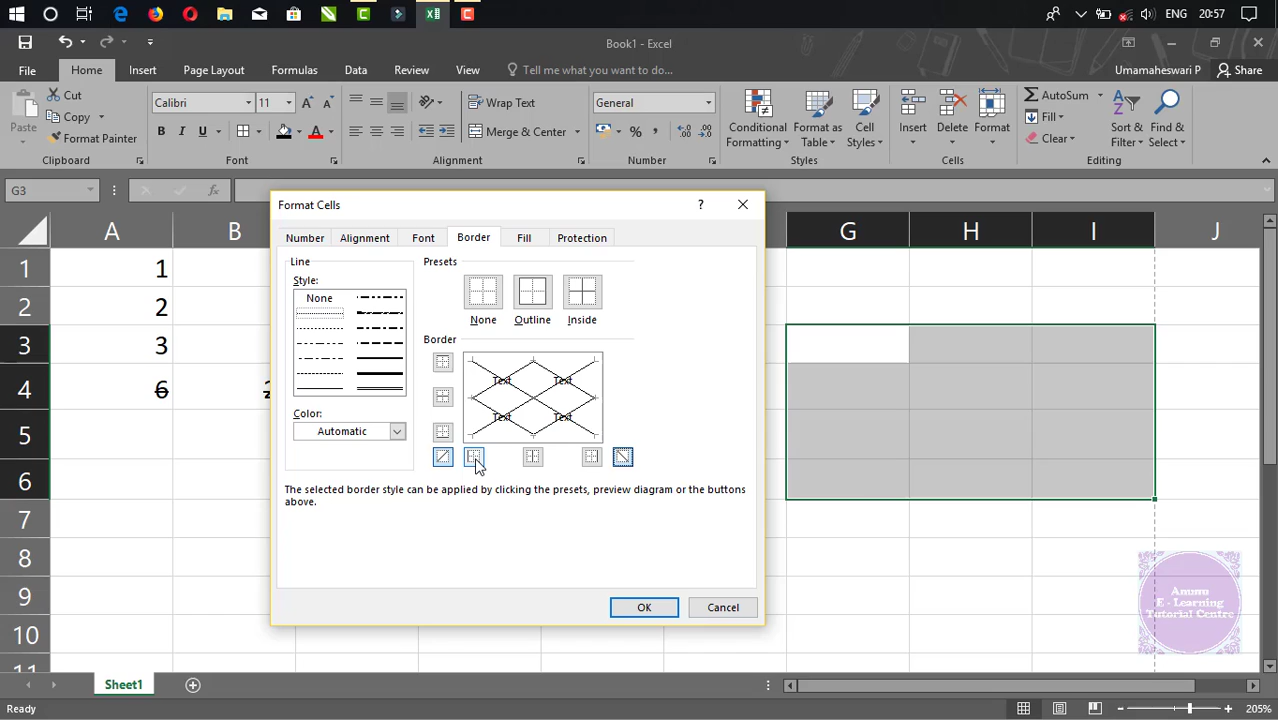 ENG 20:57
Book1 - Excel
File Home Insert Page Layout Formulas Data Review View Tell me what you want to do... Umamaheswari P Share
Paste
Cut
Copy
Format Painter
Clipboard
Calibri 11
B I U A
Font
Wrap Text
Merge & Center
Alignment
General
%
Number
Conditional
Formatting
Format as
Table
Cell
Styles
Styles
Insert Delete Format
Cells
AutoSum
Fill
Clear
Sort &
Filter
Find &
Select
Editing
G3
fx
A B G H I J
1 1
2 2
3 3
4 6
5
6
7
8
9
10
11
Format Cells
?
Number Alignment Font Border Fill Protection
Line
Style:
None
Color:
Automatic
Presets
None Outline Inside
Border
Text Text
Text Text
The selected border style can be applied by clicking the presets, preview diagram or the buttons
above.
OK Cancel
Anumu
E - Learning
Tutorial Centre
Sheet1
Ready
205%